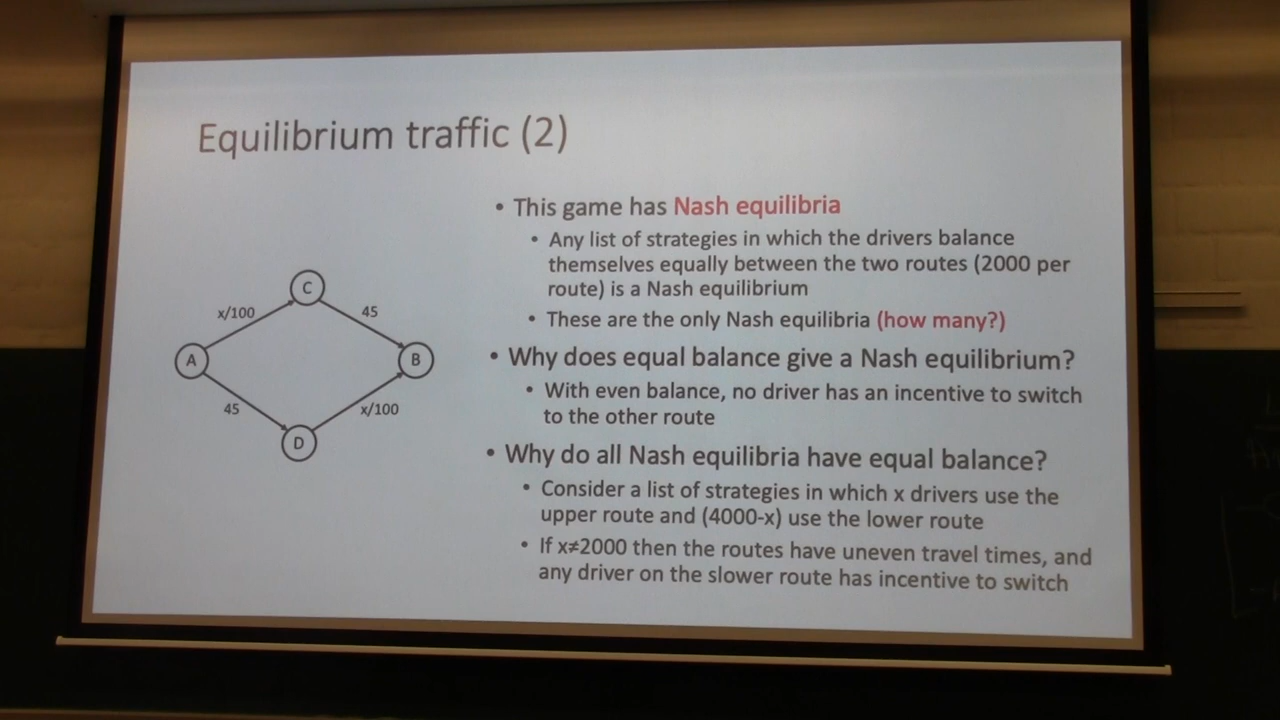 Equilibrium traffic (2)
• This game has Nash equilibria
• Any list of strategies in which the drivers balance
themselves equally between the two routes (2000 per
route) is a Nash equilibrium
• These are the only Nash equilibria (how many?)
• Why does equal balance give a Nash equilibrium?
• With even balance, no driver has an incentive to switch
to the other route
• Why do all Nash equilibria have equal balance?
• Consider a list of strategies in which x drivers use the
upper route and (4000-x) use the lower route
• If x≠2000 then the routes have uneven travel times, and
any driver on the slower route has incentive to switch
C
x/100
45
A
B
45
x/100
D